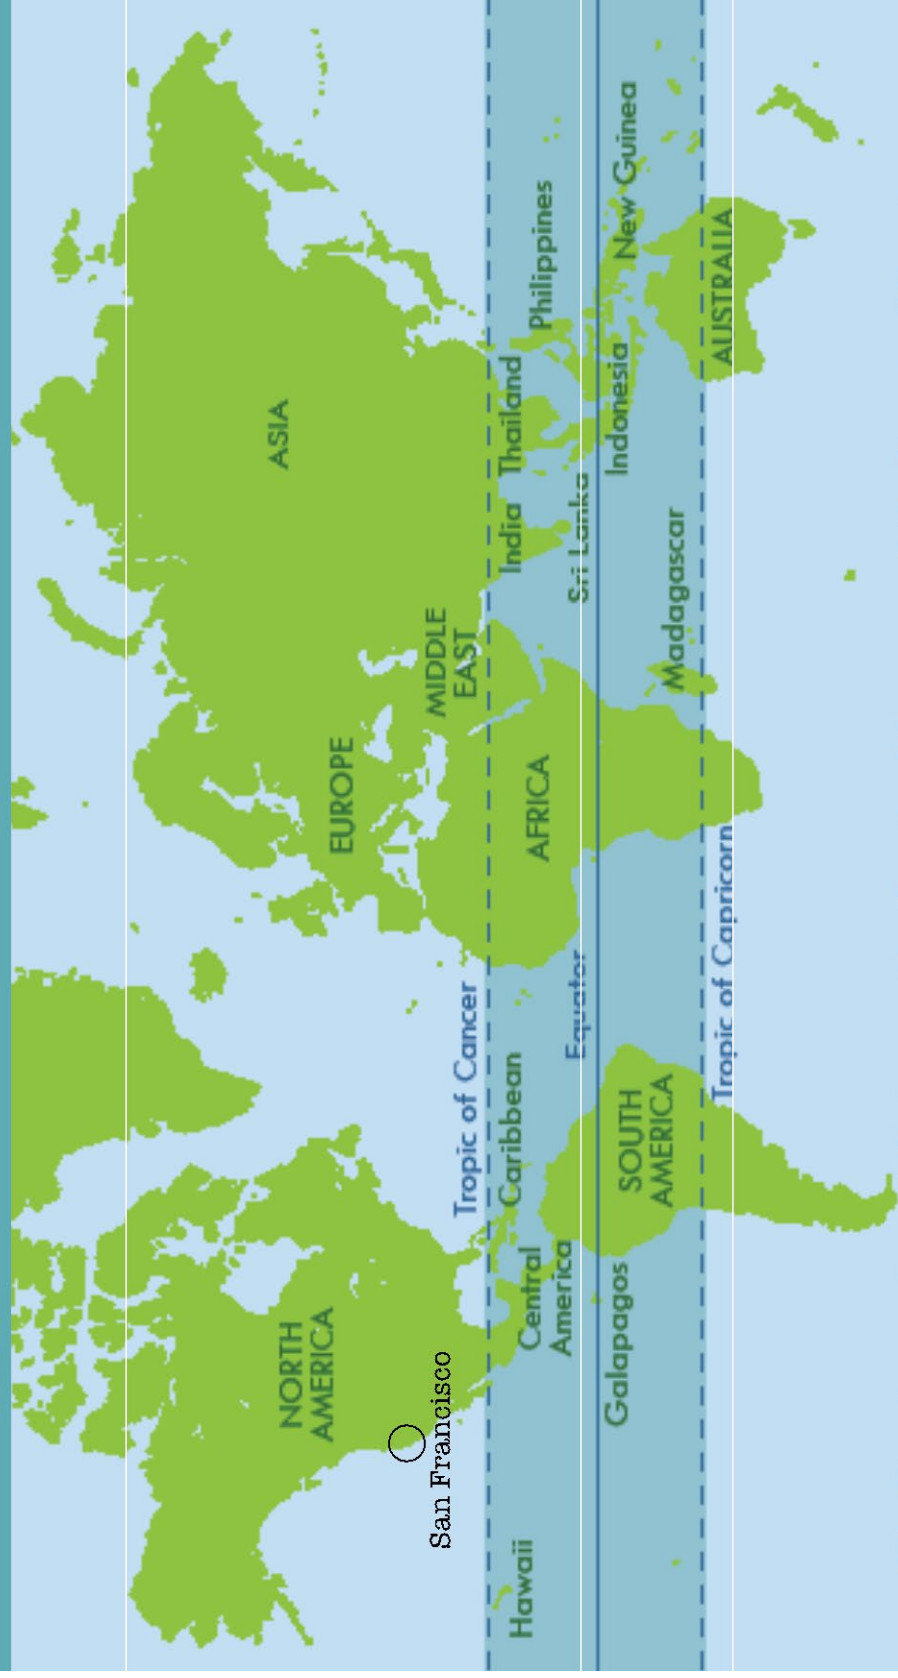 NORTH
AMERICA
EUROPE
ASIA
MIDDLE
EAST
San Francisco
Tropic of Cancer
Hawaii
Central
America
Caribbean
AFRICA
India
Thailand
Philippines
Equator
Sri Lanka
Galapagos
SOUTH
AMERICA
Indonesia
New Guinea
Madagascar
Tropic of Capricorn
AUSTRALIA